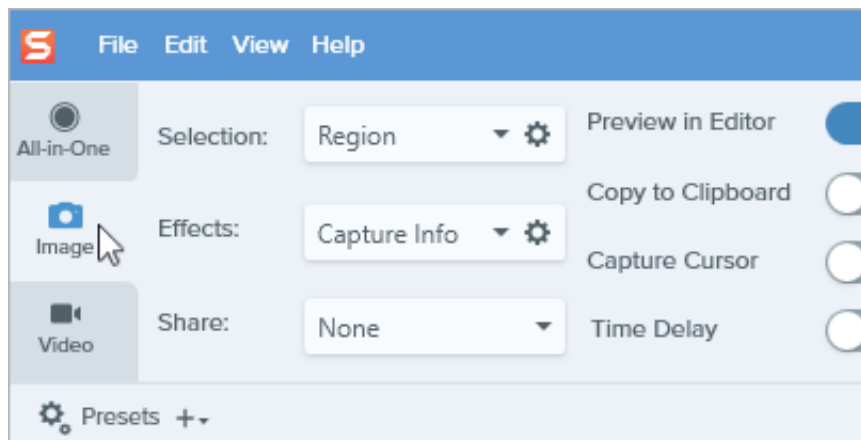 S
File Edit View Help
All-in-One
Image
Video
Selection: Region
Effects: Capture Info
Share: None
Preview in Editor
Copy to Clipboard
Capture Cursor
Time Delay
Presets +